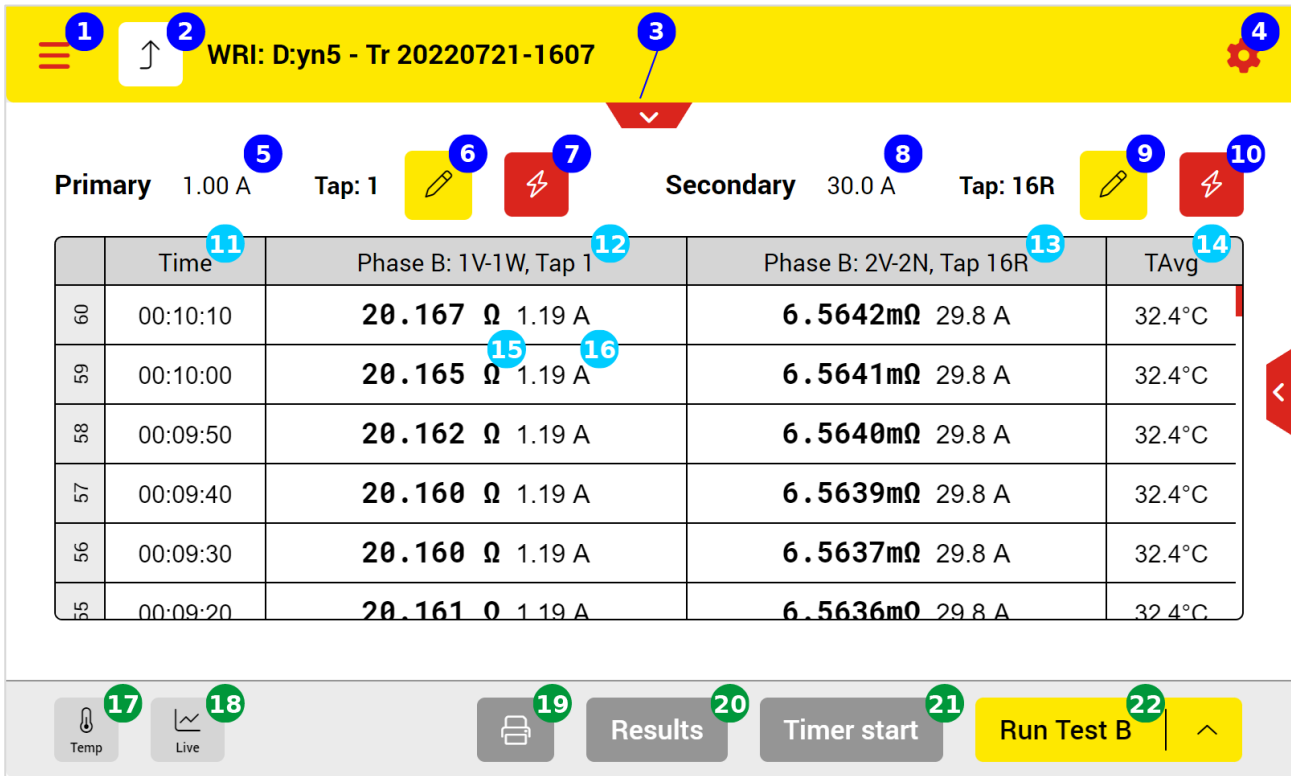 1 2 3 4
WRI: D:yn5 - Tr 20220721-1607
5 6 7 8 9 10
Primary 1.00 A Tap: 1 Secondary 30.0 A Tap: 16R
11 12 13 14
Time Phase B: 1V-1W, Tap 1 Phase B: 2V-2N, Tap 16R TAvg
60 00:10:10 20.167 Ω 1.19 A 6.5642mΩ 29.8 A 32.4°C
15 16
59 00:10:00 20.165 Ω 1.19 A 6.5641mΩ 29.8 A 32.4°C
58 00:09:50 20.162 Ω 1.19 A 6.5640mΩ 29.8 A 32.4°C
57 00:09:40 20.160 Ω 1.19 A 6.5639mΩ 29.8 A 32.4°C
56 00:09:30 20.160 Ω 1.19 A 6.5637mΩ 29.8 A 32.4°C
55 00:09:20 20.161 Ω 1.19 A 6.5636mΩ 29.8 A 32.4°C
17 18 19 20 21 22
Temp Live Results Timer start Run Test B